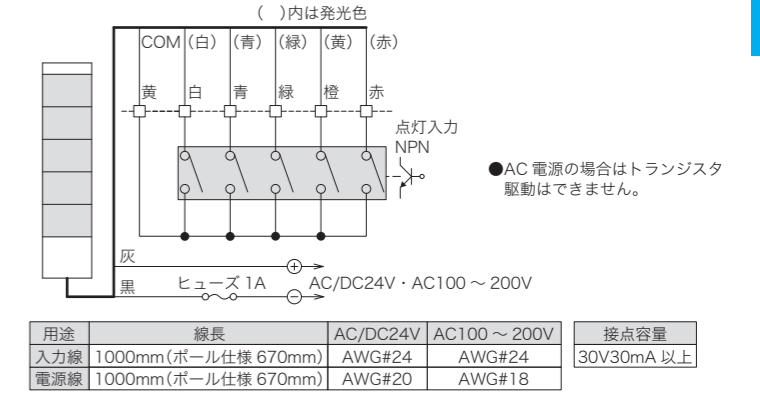 （　）内は発光色
COM （白） （青） （緑） （黄） （赤）
黄 白 青 緑 橙 赤
点灯入力
NPN
●AC 電源の場合はトランジスタ
駆動はできません。
灰
黒 ヒューズ 1A AC/DC24V・AC100 ～ 200V
用途 線長 AC/DC24V AC100 ～ 200V 接点容量
入力線 1000mm（ポール仕様 670mm） AWG#24 AWG#24 30V30mA 以上
電源線 1000mm（ポール仕様 670mm） AWG#20 AWG#18